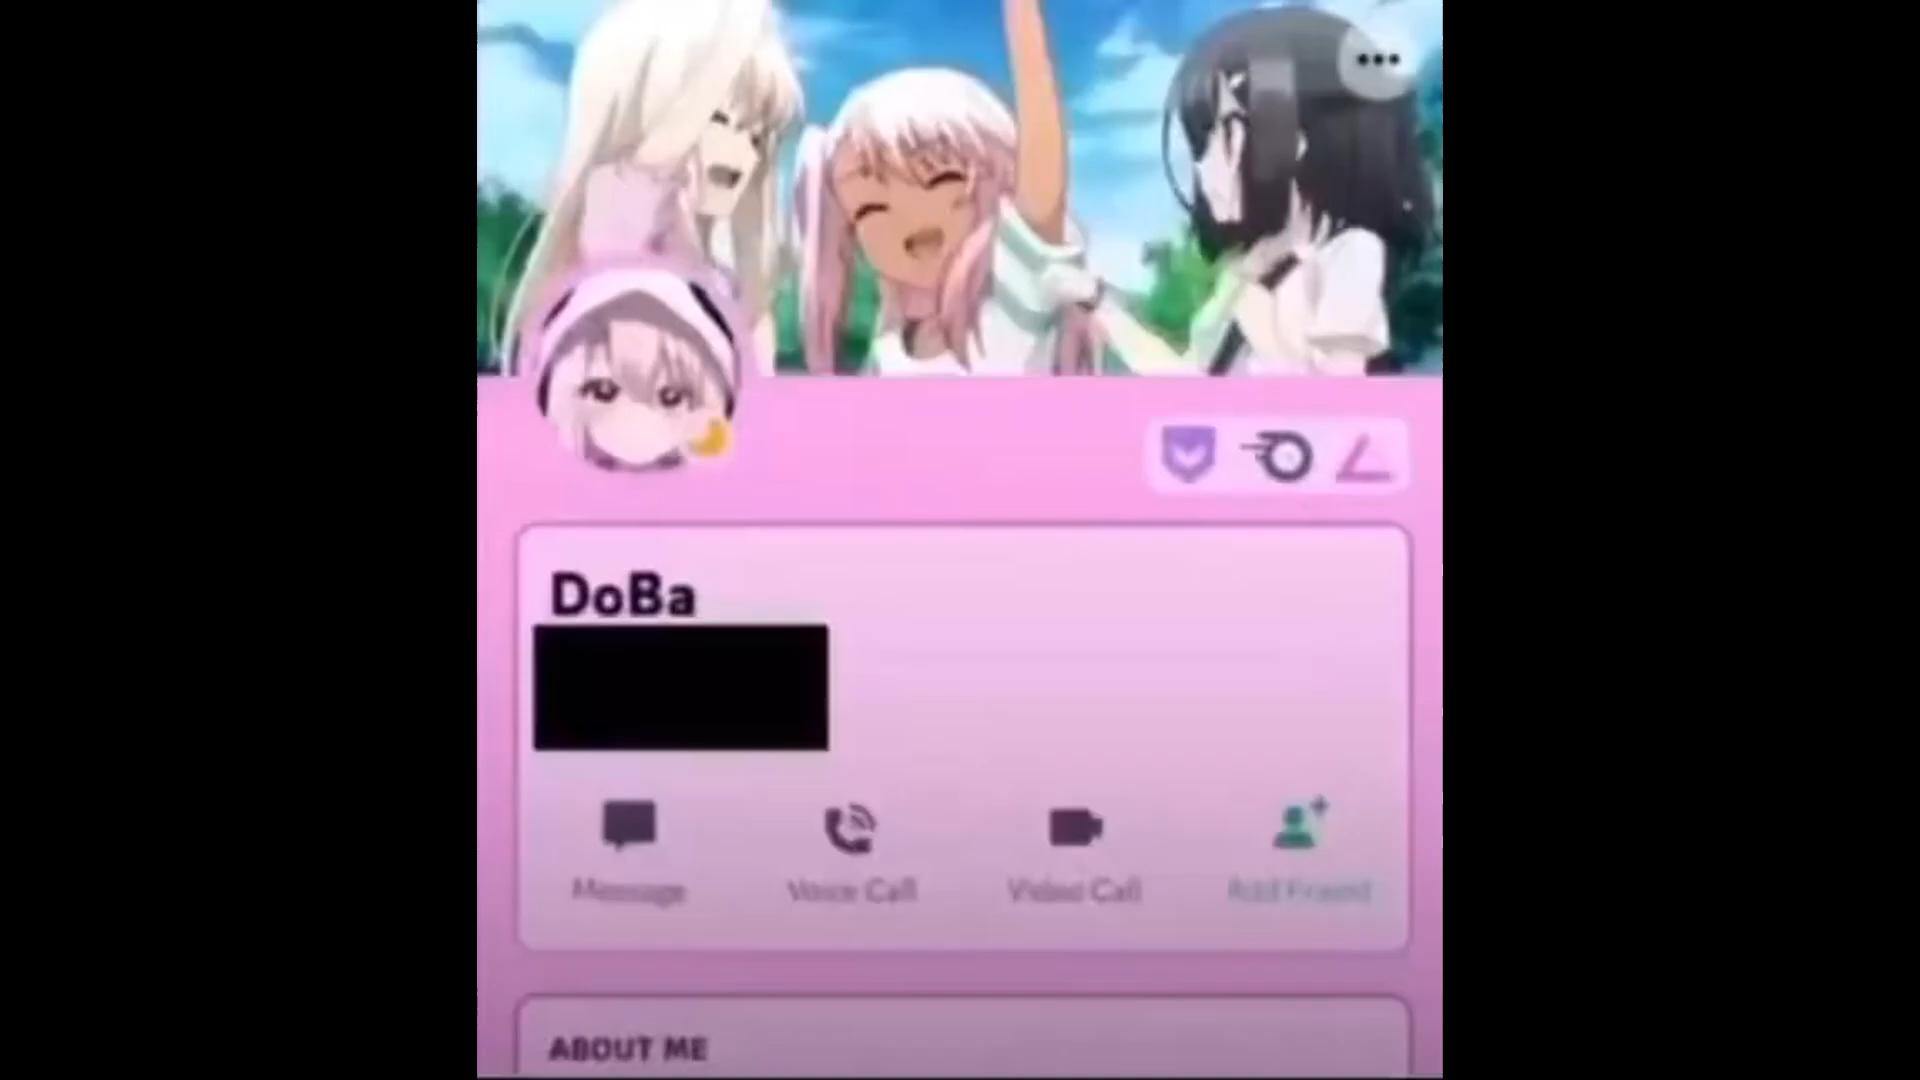 DoBa
Message
Voice Call
Video Call
Add Friend
ABOUT ME